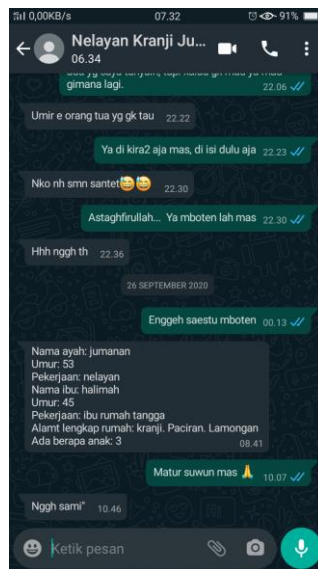 0,00KB/s 07.32 91%
Nelayan Kranji Ju...
06.34
gimana lagi. 22.06
Umir e orang tua yg gk tau 22.22
Ya di kira2 aja mas, di isi dulu aja 22.23
Nko nh smn santet😅😅 22.30
Astaghfirullah... Ya mboten lah mas 22.30
Hhh nggh th 22.36
26 SEPTEMBER 2020
Enggeh saestu mboten 00.13
Nama ayah: jumanan
Umur: 53
Pekerjaan: nelayan
Nama ibu: halimah
Umur: 45
Pekerjaan: ibu rumah tangga
Alamt lengkap rumah: kranji. Paciran. Lamongan
Ada berapa anak: 3 08.41
Matur suwun mas 🙏 10.07
Nggh sami" 10.46
Ketik pesan